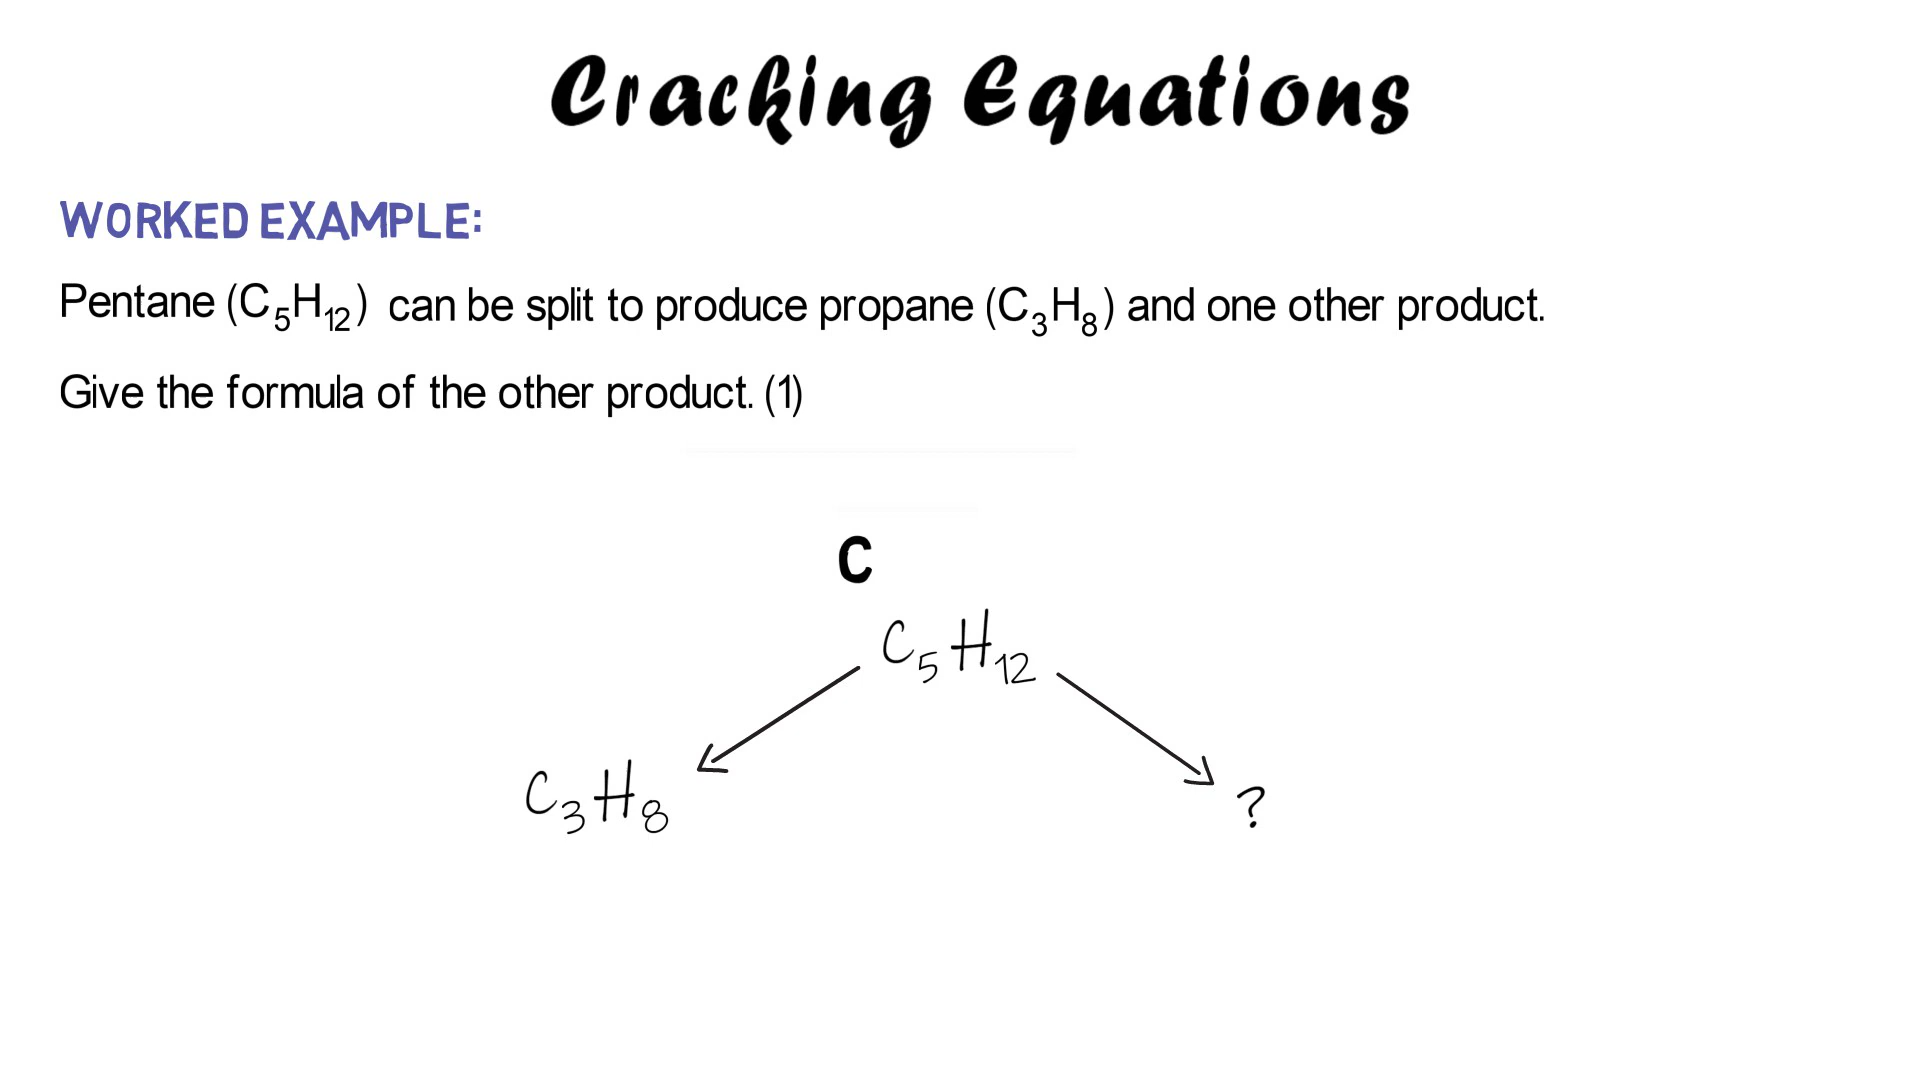 Cracking Equations
WORKED EXAMPLE:
Pentane (C₅H₁₂) can be split to produce propane (C₃H₈) and one other product.
Give the formula of the other product. (1)
C
C₅H₁₂
C₃H₈
?